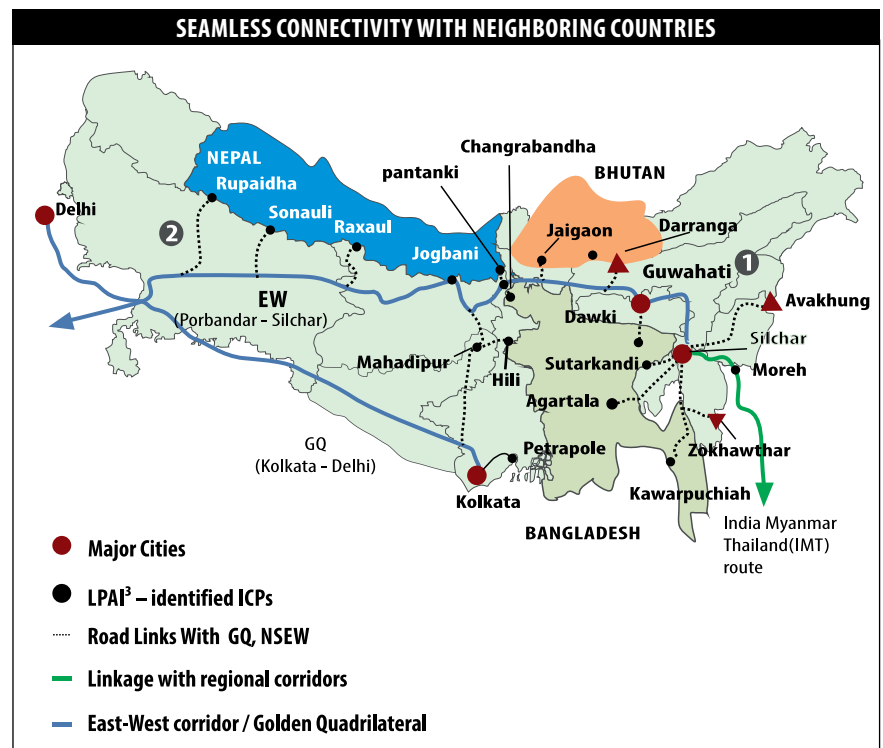 SEAMLESS CONNECTIVITY WITH NEIGHBORING COUNTRIES
Changrabandha
NEPAL
pantanki
BHUTAN
Rupaidha
Delhi
Sonauli
Raxaul
Jaigaon
Darranga
2
Jogbani
Guwahati
1
EW
(Porbandar – Silchar)
Dawki
Avakhung
Silchar
Mahadipur
Hili
Sutarkandi
Moreh
Agartala
GQ
(Kolkata – Delhi)
Petrapole
Zokhawthar
Kolkata
Kawarpuchiah
BANGLADESH
India Myanmar
Thailand(IMT)
route
Major Cities
LPAI³ – identified ICPs
Road Links With GQ, NSEW
Linkage with regional corridors
East-West corridor / Golden Quadrilateral